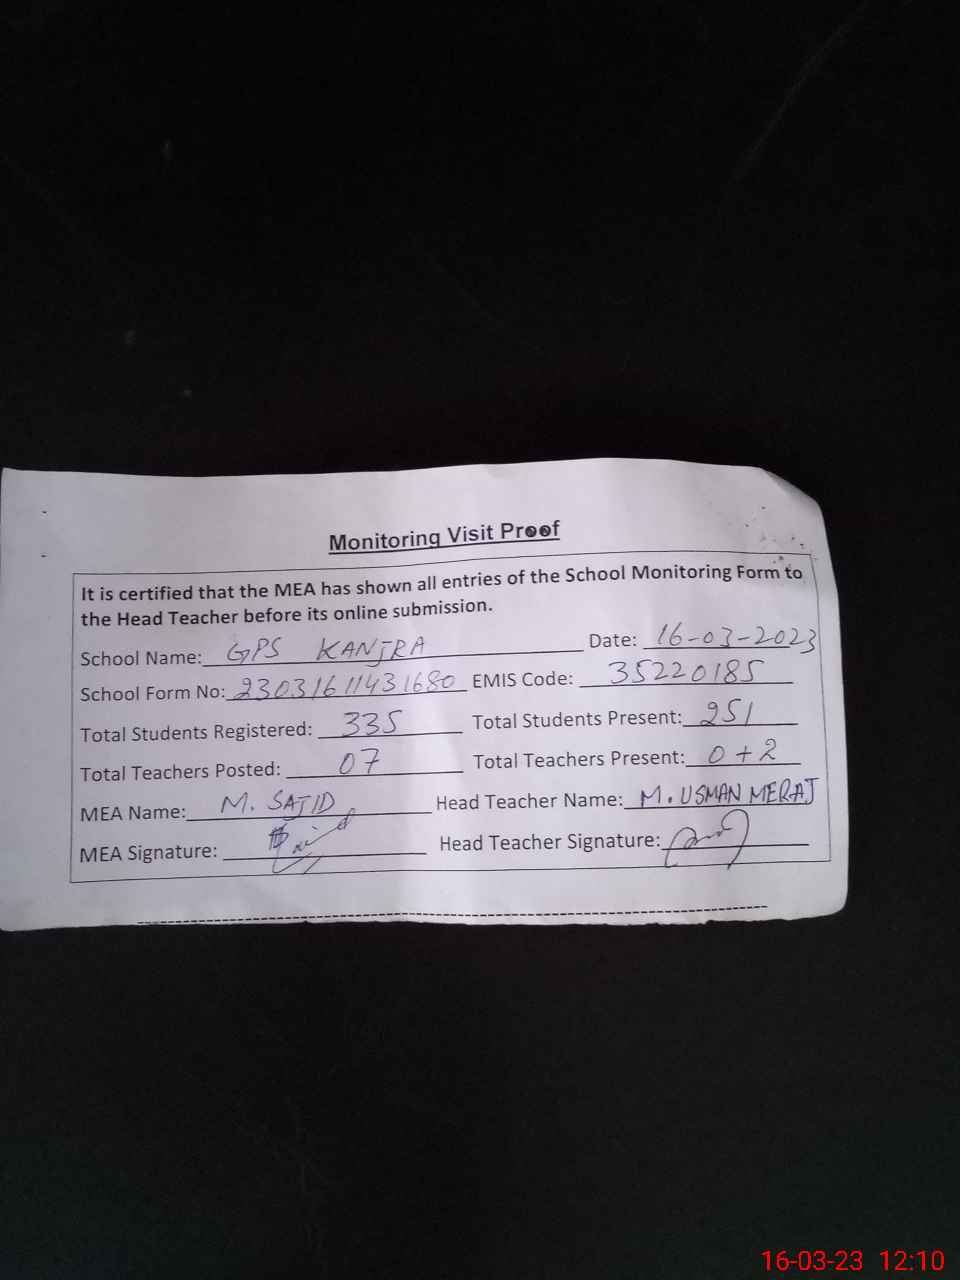 Monitoring Visit Proof
It is certified that the MEA has shown all entries of the School Monitoring Form to
the Head Teacher before its online submission.
School Name: GPS KANJRA Date: 16-03-2023
School Form No: 23031611431680 EMIS Code: 35220185
Total Students Registered: 335 Total Students Present: 251
Total Teachers Posted: 07 Total Teachers Present: 0+2
MEA Name: M. SAJID Head Teacher Name: M. USMAN MERAJ
MEA Signature: Head Teacher Signature:
16-03-23 12:10